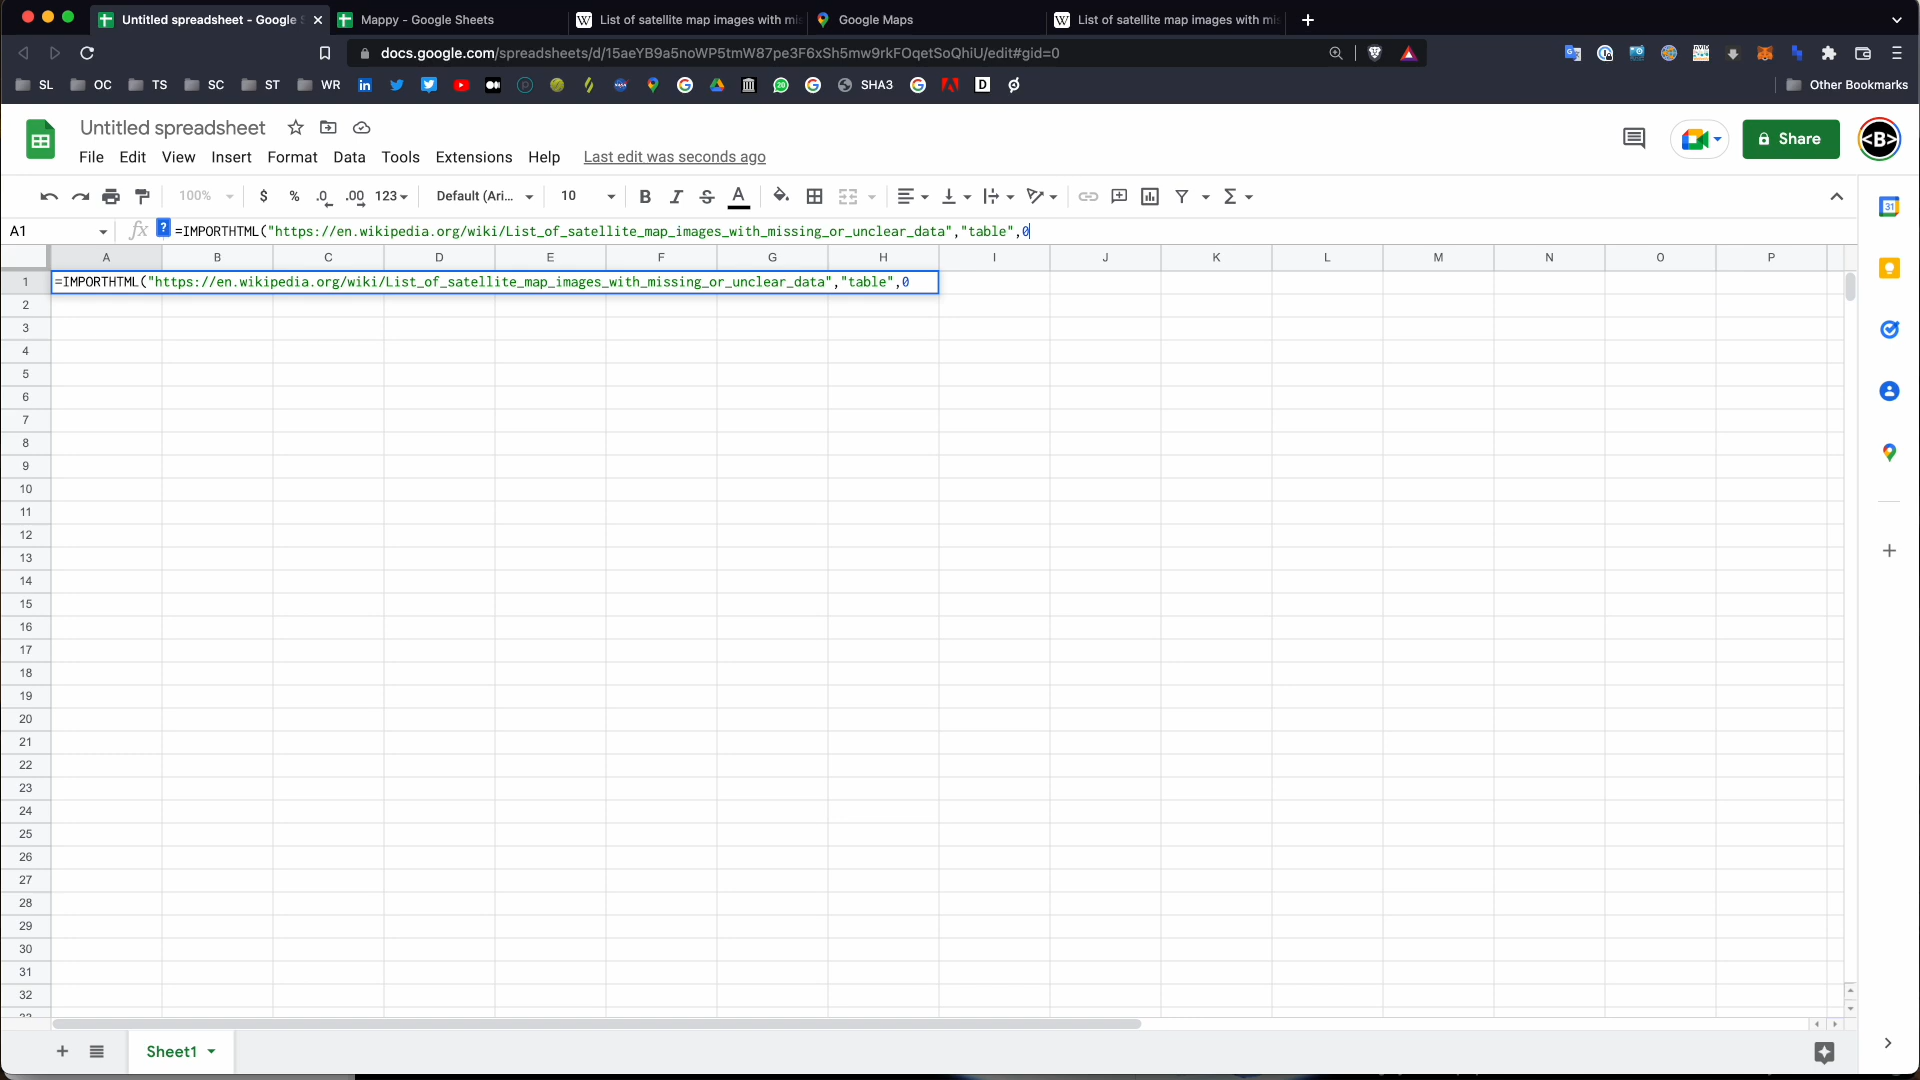 Untitled spreadsheet - Google S
Mappy - Google Sheets
List of satellite map images with mis
Google Maps
List of satellite map images with mis
docs.google.com/spreadsheets/d/15aeYB9a5noWP5tmW87pe3F6xSh5mw9rkFOqetSoQhiU/edit#gid=0
SL
OC
TS
SC
ST
WR
SHA3
Other Bookmarks
Untitled spreadsheet
File Edit View Insert Format Data Tools Extensions Help Last edit was seconds ago
Share
<B>
100% $ % .0 .00 123 Default (Ari... 10 B I S A
A1
fx ? =IMPORTHTML("https://en.wikipedia.org/wiki/List_of_satellite_map_images_with_missing_or_unclear_data","table",0
A B C D E F G H I J K L M N O P
1 =IMPORTHTML("https://en.wikipedia.org/wiki/List_of_satellite_map_images_with_missing_or_unclear_data","table",0
2
3
4
5
6
7
8
9
10
11
12
13
14
15
16
17
18
19
20
21
22
23
24
25
26
27
28
29
30
31
32
Sheet1